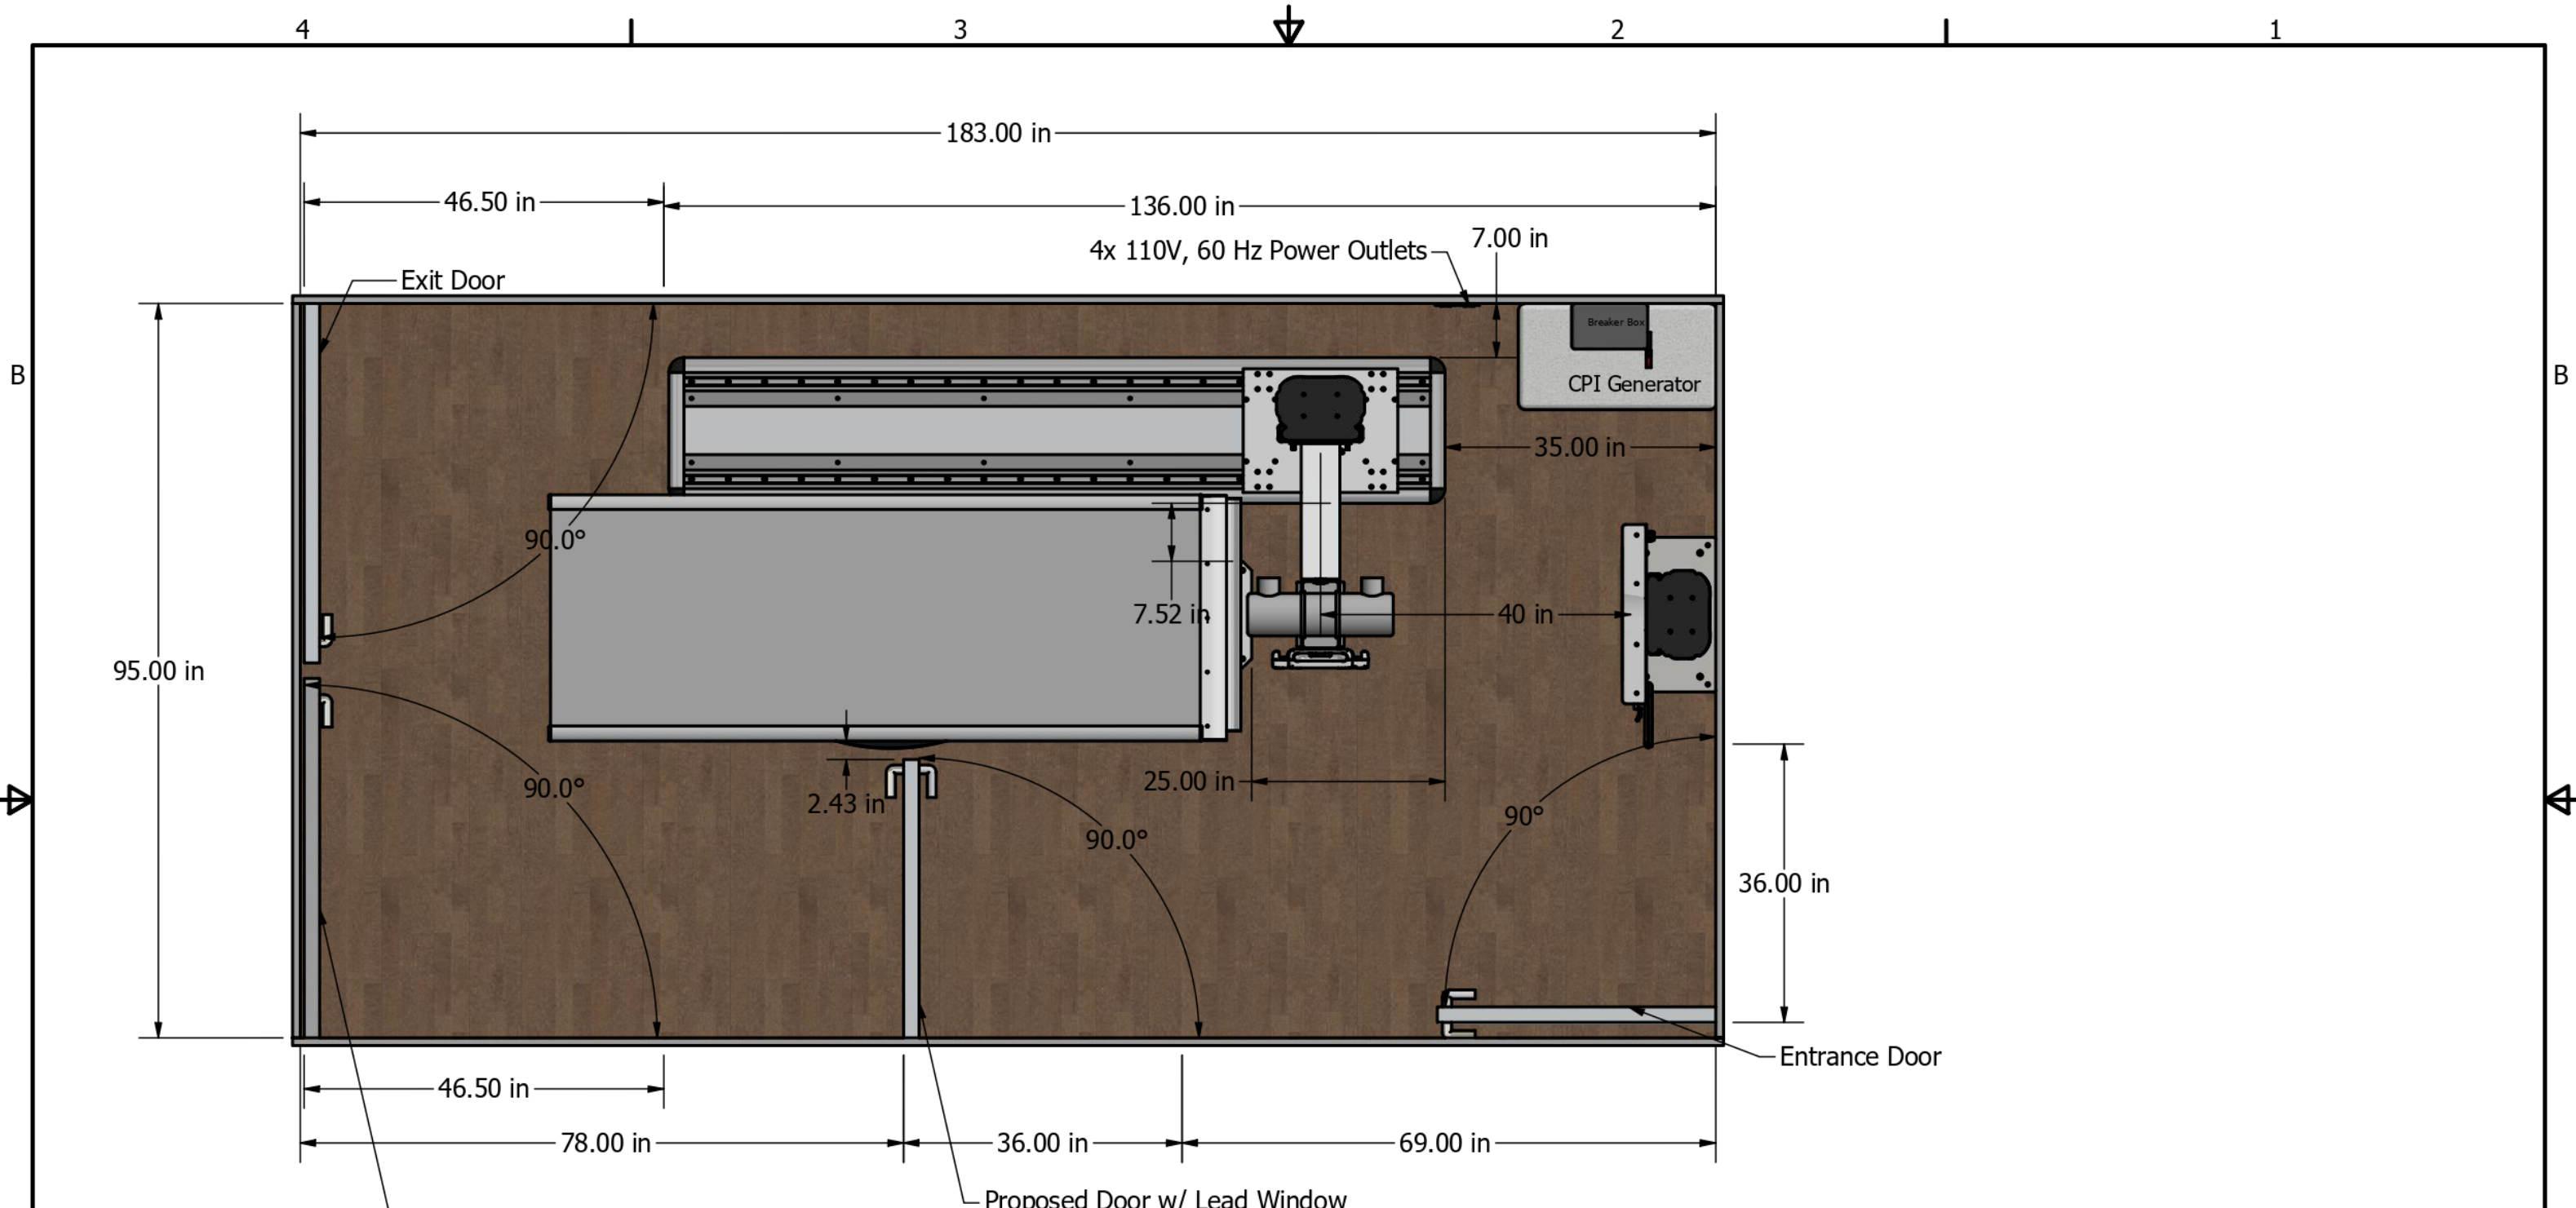 4 3 2 1
183.00 in
46.50 in
136.00 in
4x 110V, 60 Hz Power Outlets
7.00 in
Exit Door
Breaker Box
B
CPI Generator
B
35.00 in
90.0°
7.52 in
40 in
95.00 in
25.00 in
90.0°
2.43 in
90.0°
90°
36.00 in
Entrance Door
46.50 in
78.00 in
36.00 in
69.00 in
Proposed Door w/ Lead Window